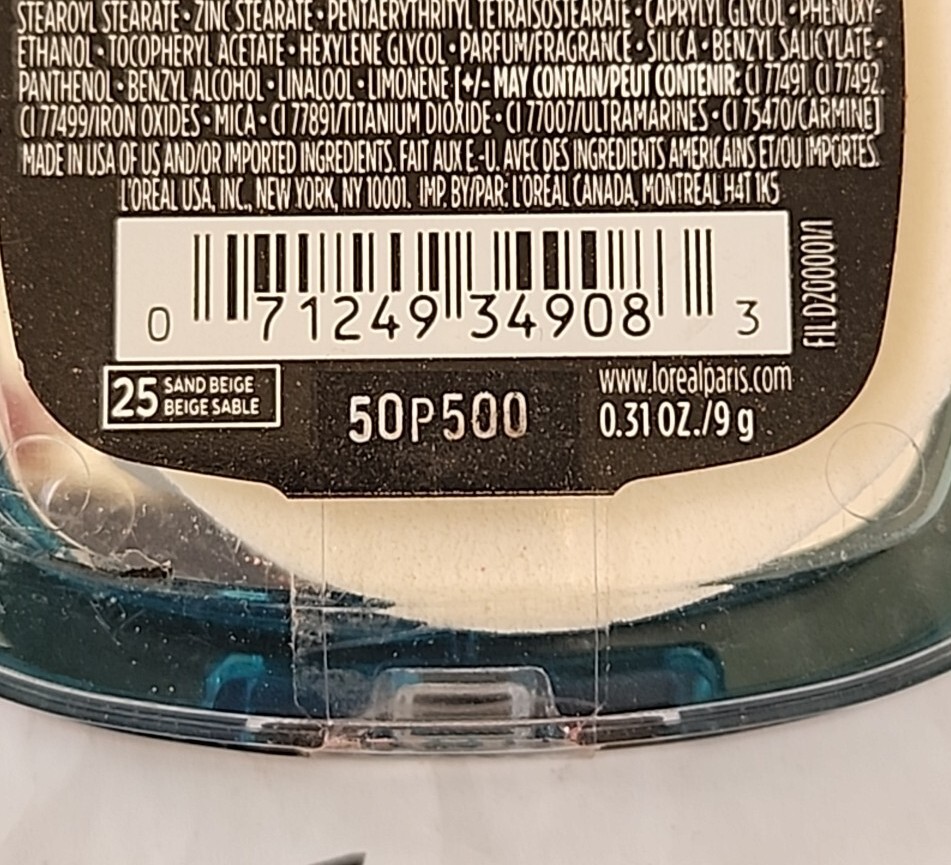 STEAROYL STEARATE • ZINC STEARATE • PENTAERYTHRITYL TETRAISOSTEARATE • CAPRYLYL GLYCOL • PHENOXY-
ETHANOL • TOCOPHERYL ACETATE • HEXYLENE GLYCOL • PARFUM/FRAGRANCE • SILICA • BENZYL SALICYLATE •
PANTHENOL • BENZYL ALCOHOL • LINALOOL • LIMONENE [+/- MAY CONTAIN/PEUT CONTENIR: CI 77491, CI 77492,
CI 77499/IRON OXIDES • MICA • CI 77891/TITANIUM DIOXIDE • CI 77007/ULTRAMARINES • CI 75470/CARMINE]
MADE IN USA OF US AND/OR IMPORTED INGREDIENTS. FAIT AUX E.-U. AVEC DES INGREDIENTS AMERICAINS ET/OU IMPORTES.
L'OREAL USA, INC., NEW YORK, NY 10001. IMP. BY/PAR: L'OREAL CANADA, MONTREAL H4T 1K5
0 71249 34908 3
FIL D200001/1
25 SAND BEIGE
BEIGE SABLE
50P500
www.lorealparis.com
0.31 OZ./9 g